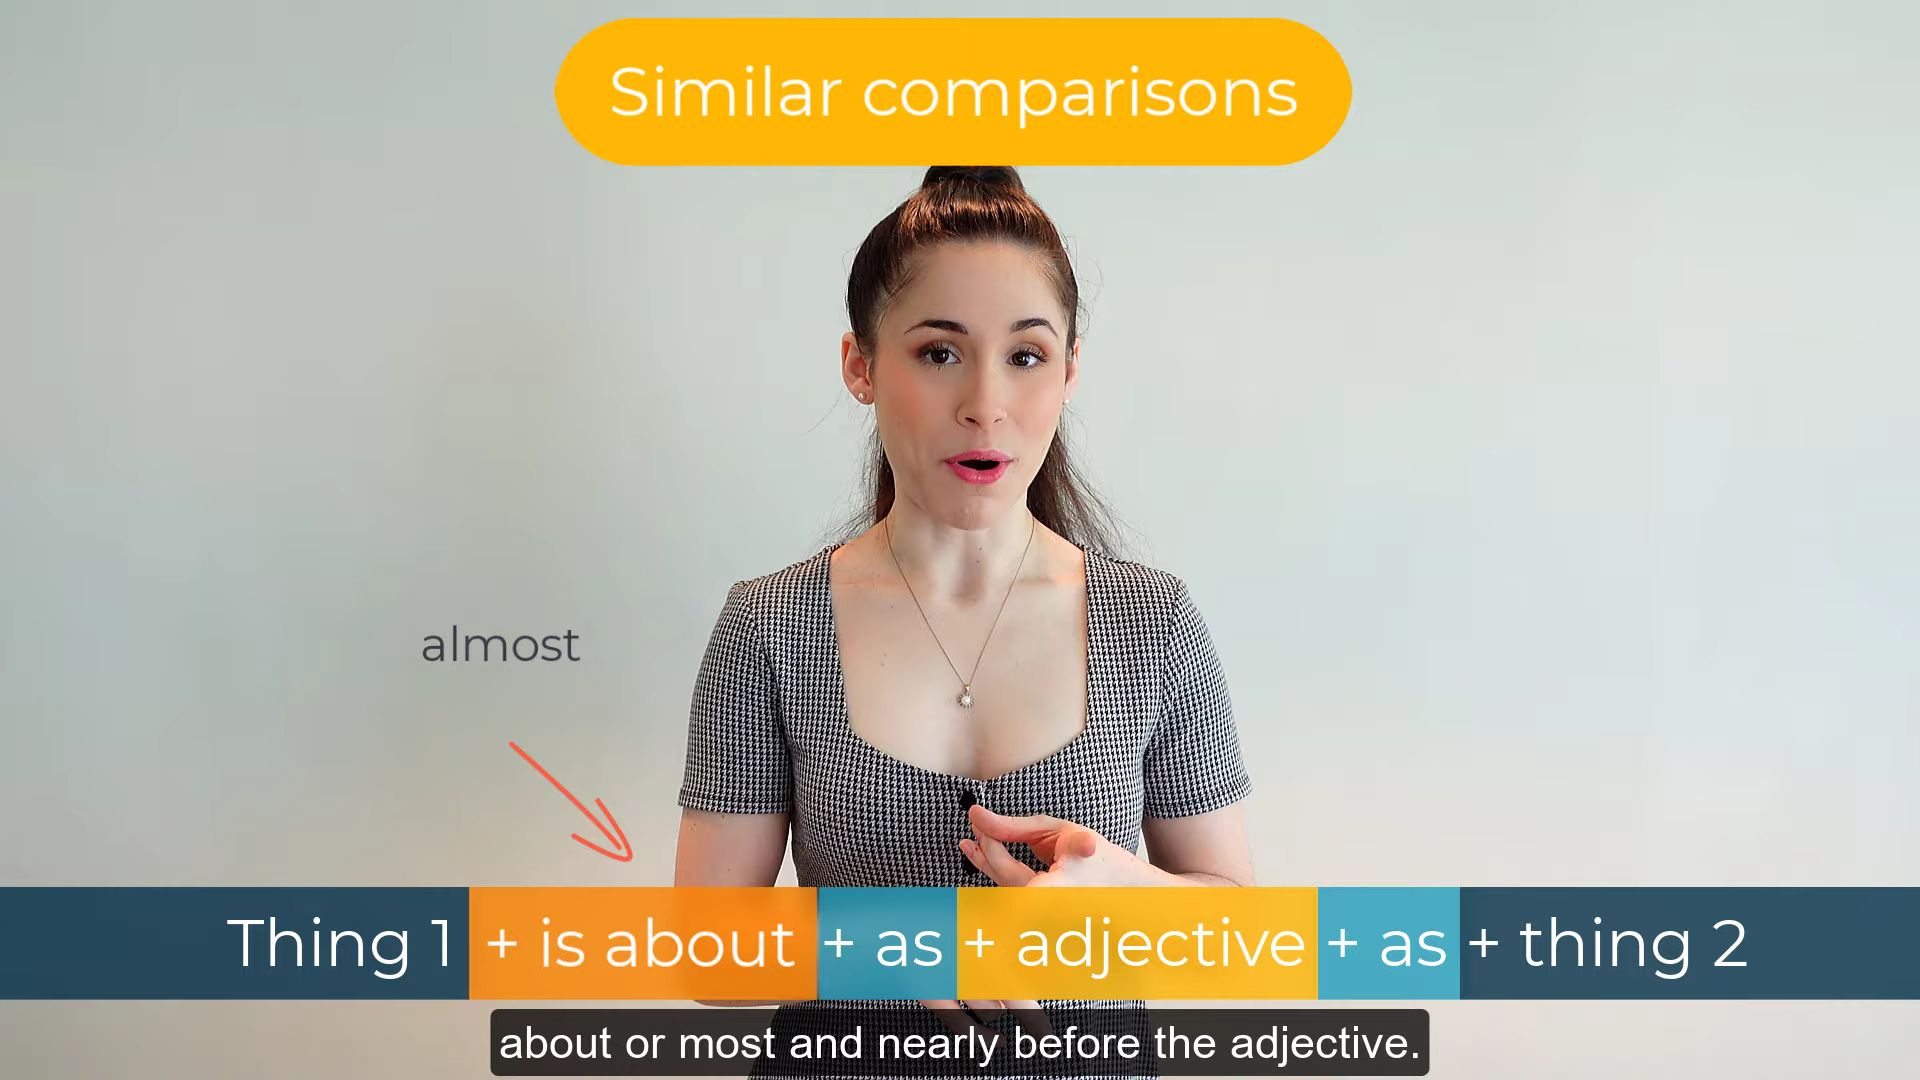 Similar comparisons
almost
Thing 1 + is about + as + adjective + as + thing 2
about or most and nearly before the adjective.